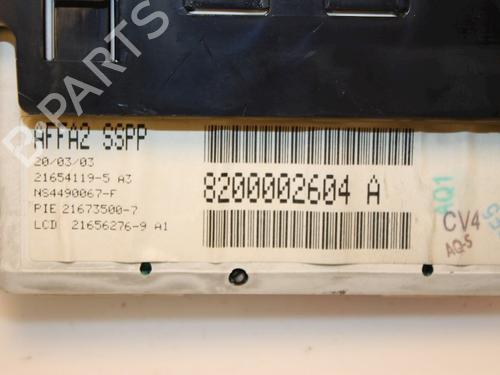 B-PARTS
AFFA2 SSPP
20/03/03
21654119-5 A3
NS4490067-F
PIE 21673500-7
LCD 21656276-9 A1
8200002604 A
AQ1
CV4
AQ-S